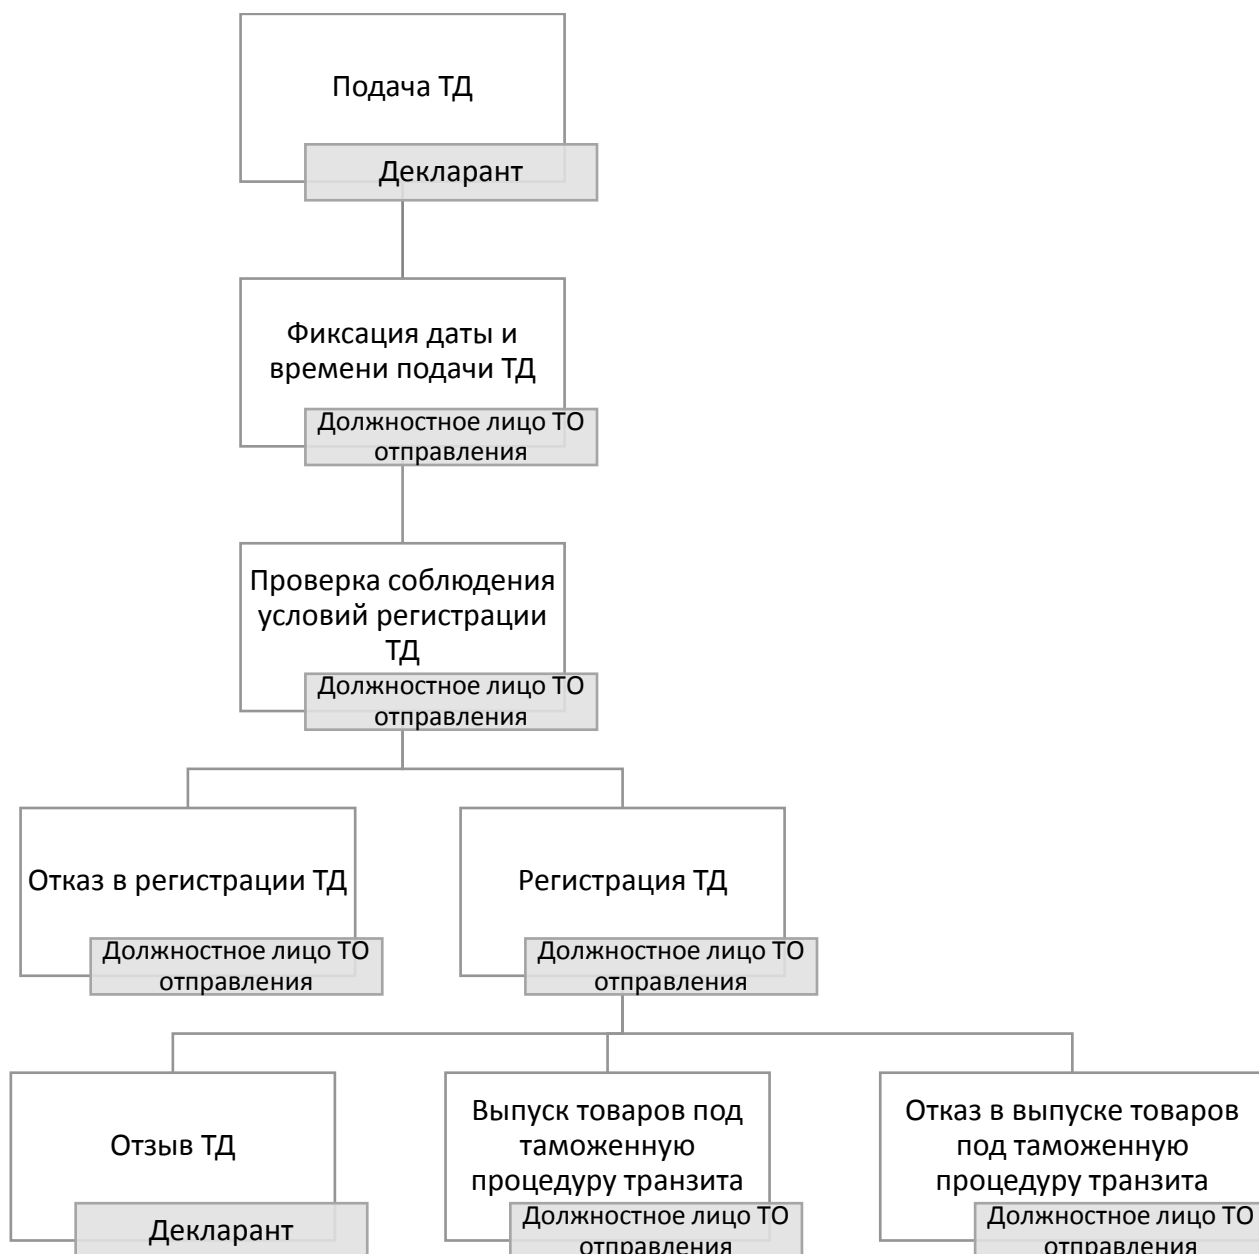 Подача ТД
Декларант
Фиксация даты и
времени подачи ТД
Должностное лицо ТО
отправления
Проверка соблюдения
условий регистрации
ТД
Должностное лицо ТО
отправления
Отказ в регистрации ТД
Должностное лицо ТО
отправления
Регистрация ТД
Должностное лицо ТО
отправления
Отзыв ТД
Декларант
Выпуск товаров под
таможенную
процедуру транзита
Должностное лицо ТО
отправления
Отказ в выпуске товаров
под таможенную
процедуру транзита
Должностное лицо ТО
отправления